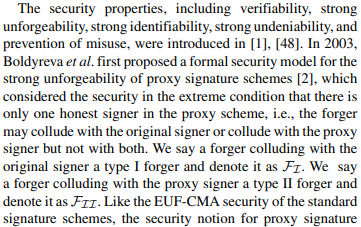 The security properties, including verifiability, strong
unforgeability, strong identifiability, strong undeniability, and
prevention of misuse, were introduced in [1], [48]. In 2003,
Boldyreva et al. first proposed a formal security model for the
strong unforgeability of proxy signature schemes [2], which
considered the security in the extreme condition that there is
only one honest signer in the proxy scheme, i.e., the forger
may collude with the original signer or collude with the proxy
signer but not with both. We say a forger colluding with the
original signer a type I forger and denote it as ℱ_I. We say
a forger colluding with the proxy signer a type II forger and
denote it as ℱ_II. Like the EUF-CMA security of the standard
signature schemes, the security notion for proxy signature